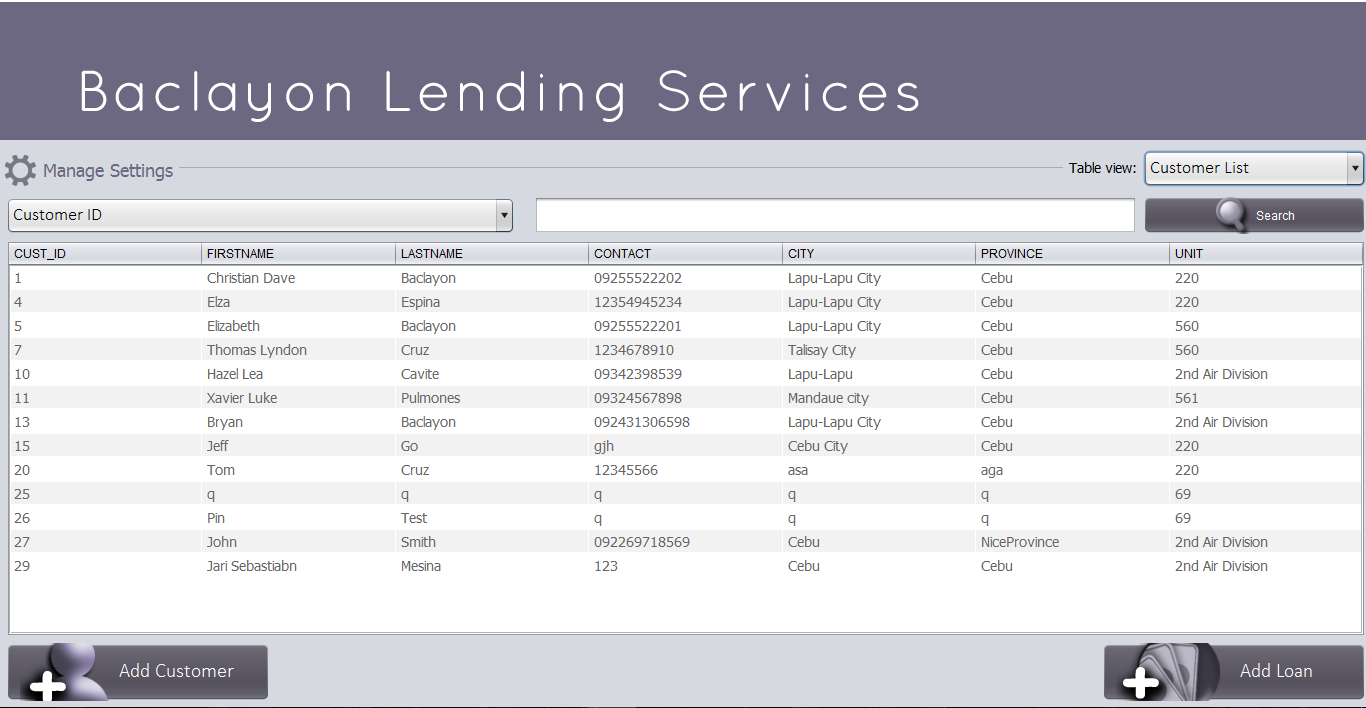 Baclayon Lending Services
Manage Settings Table view: Customer List
Customer ID Search
CUST_ID FIRSTNAME LASTNAME CONTACT CITY PROVINCE UNIT
1 Christian Dave Baclayon 09255522202 Lapu-Lapu City Cebu 220
4 Elza Espina 12354945234 Lapu-Lapu City Cebu 220
5 Elizabeth Baclayon 09255522201 Lapu-Lapu City Cebu 560
7 Thomas Lyndon Cruz 1234678910 Talisay City Cebu 560
10 Hazel Lea Cavite 09342398539 Lapu-Lapu Cebu 2nd Air Division
11 Xavier Luke Pulmones 09324567898 Mandaue city Cebu 561
13 Bryan Baclayon 092431306598 Lapu-Lapu City Cebu 2nd Air Division
15 Jeff Go gjh Cebu City Cebu 220
20 Tom Cruz 12345566 asa aga 220
25 q q q q q 69
26 Pin Test q q q 69
27 John Smith 092269718569 Cebu NiceProvince 2nd Air Division
29 Jari Sebastiabn Mesina 123 Cebu Cebu 2nd Air Division
Add Customer Add Loan